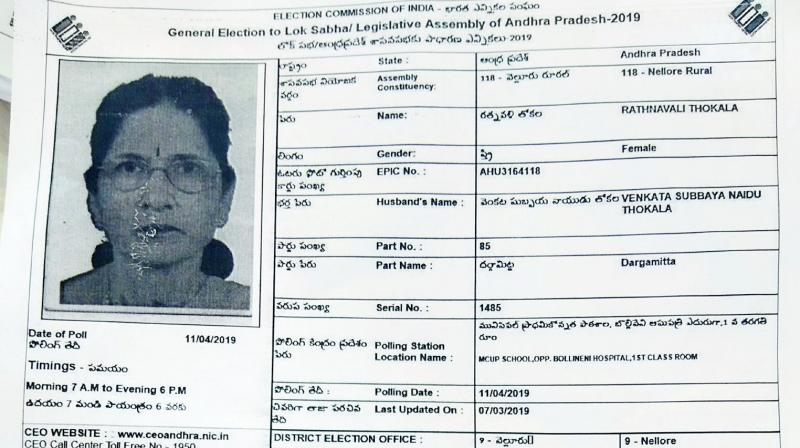 ELECTION COMMISSION OF INDIA - భారత ఎన్నికల సంఘం
General Election to Lok Sabha/ Legislative Assembly of Andhra Pradesh-2019
లోక్ సభ/ఆంధ్రప్రదేశ్ శాసనసభకు సాధారణ ఎన్నికలు-2019
రాష్ట్రం State : ఆంధ్ర ప్రదేశ్ Andhra Pradesh
శాసనసభ నియోజక వర్గం Assembly Constituency: 118 - నెల్లూరు రూరల్ 118 - Nellore Rural
పేరు Name: రత్నవళి తోకల RATHNAVALI THOKALA
లింగం Gender: స్త్రీ Female
ఓటరు ఫోటో గుర్తింపు కార్డు సంఖ్య EPIC No. : AHU3164118
భర్త పేరు Husband's Name : వెంకట సుబ్బయ నాయుడు తోకల VENKATA SUBBAYA NAIDU THOKALA
పార్టు సంఖ్య Part No. : 85
పార్టు పేరు Part Name : దర్గామిట్ట Dargamitta
వరుస సంఖ్య Serial No. : 1485
పోలింగ్ కేంద్రం ప్రదేశం పేరు Polling Station Location Name : మునిసిపల్ ప్రాథమికోన్నత పాఠశాల, బొల్లినేని ఆసుపత్రి ఎదురుగా,1 వ తరగతి రూం
MCUP SCHOOL,OPP. BOLLINENI HOSPITAL,1ST CLASS ROOM
పోలింగ్ తేది : Polling Date : 11/04/2019
చివరిగా తాజా పరచిన తేది Last Updated On : 07/03/2019
DISTRICT ELECTION OFFICE : 9 - నెల్లూరు 9 - Nellore
Date of Poll 11/04/2019
పోలింగ్ తేది
Timings - సమయం
Morning 7 A.M to Evening 6 P.M
ఉదయం 7 నుండి సాయంత్రం 6 వరకు
CEO WEBSITE : : www.ceoandhra.nic.in
CEO Call Center Toll Free No - 1950